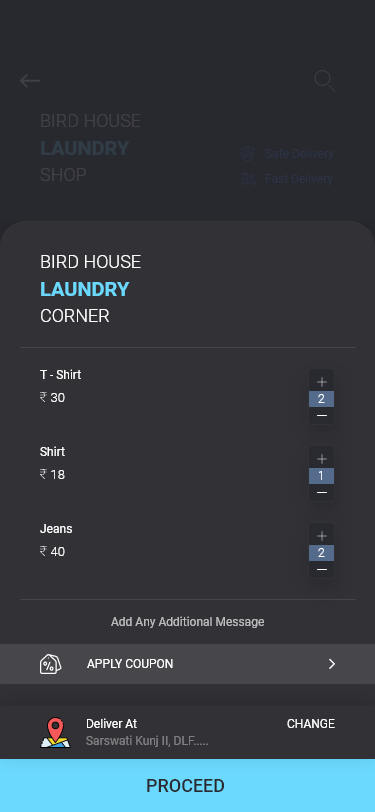 BIRD HOUSE
LAUNDRY
SHOP
Safe Delivery
Fast Delivery
BIRD HOUSE
LAUNDRY
CORNER
T - Shirt
₹ 30
+
2
−
Shirt
₹ 18
+
1
−
Jeans
₹ 40
+
2
−
Add Any Additional Message
% APPLY COUPON
Deliver At
CHANGE
Sarswati Kunj II, DLF.....
PROCEED